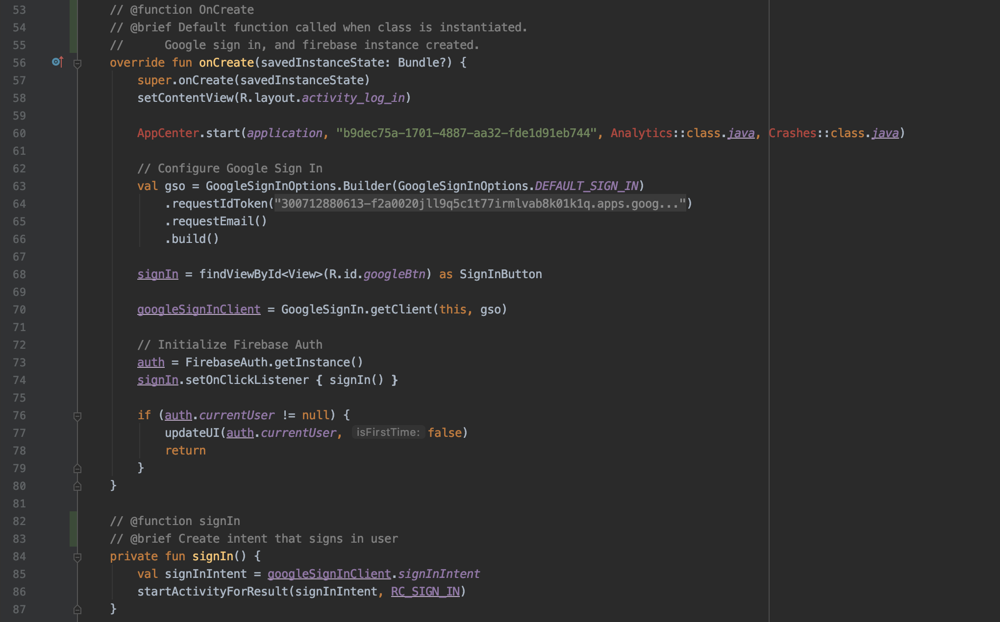 53 // @function OnCreate
54 // @brief Default function called when class is instantiated.
55 //      Google sign in, and firebase instance created.
56 override fun onCreate(savedInstanceState: Bundle?) {
57     super.onCreate(savedInstanceState)
58     setContentView(R.layout.activity_log_in)
59
60     AppCenter.start(application, "b9dec75a-1701-4887-aa32-fde1d91eb744", Analytics::class.java, Crashes::class.java)
61
62     // Configure Google Sign In
63     val gso = GoogleSignInOptions.Builder(GoogleSignInOptions.DEFAULT_SIGN_IN)
64         .requestIdToken("300712880613-f2a0020jll9q5c1t77irmlvab8k01k1q.apps.goog...")
65         .requestEmail()
66         .build()
67
68     signIn = findViewById<View>(R.id.googleBtn) as SignInButton
69
70     googleSignInClient = GoogleSignIn.getClient(this, gso)
71
72     // Initialize Firebase Auth
73     auth = FirebaseAuth.getInstance()
74     signIn.setOnClickListener { signIn() }
75
76     if (auth.currentUser != null) {
77         updateUI(auth.currentUser, isFirstTime: false)
78         return
79     }
80 }
81
82 // @function signIn
83 // @brief Create intent that signs in user
84 private fun signIn() {
85     val signInIntent = googleSignInClient.signInIntent
86     startActivityForResult(signInIntent, RC_SIGN_IN)
87 }